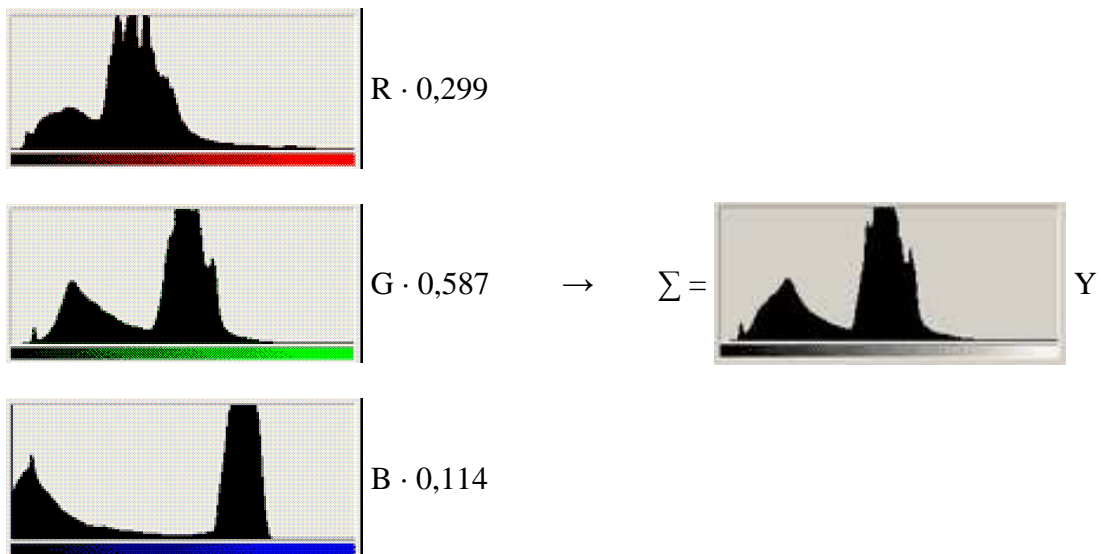 R · 0,299
G · 0,587 → ∑ = Y
B · 0,114